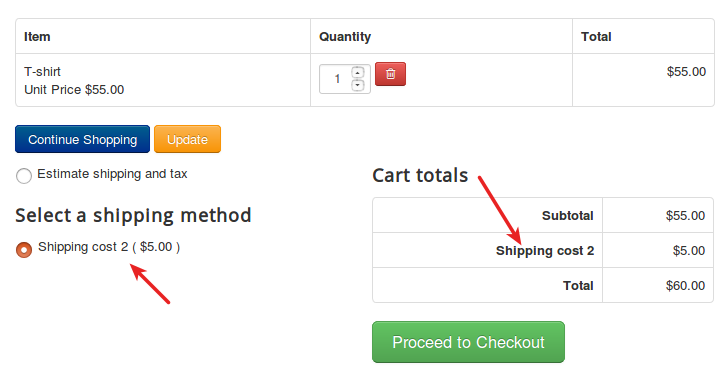 Item Quantity Total
T-shirt
Unit Price $55.00
1
$55.00
Continue Shopping Update
Estimate shipping and tax
Select a shipping method
Shipping cost 2 ( $5.00 )
Cart totals
Subtotal $55.00
Shipping cost 2 $5.00
Total $60.00
Proceed to Checkout